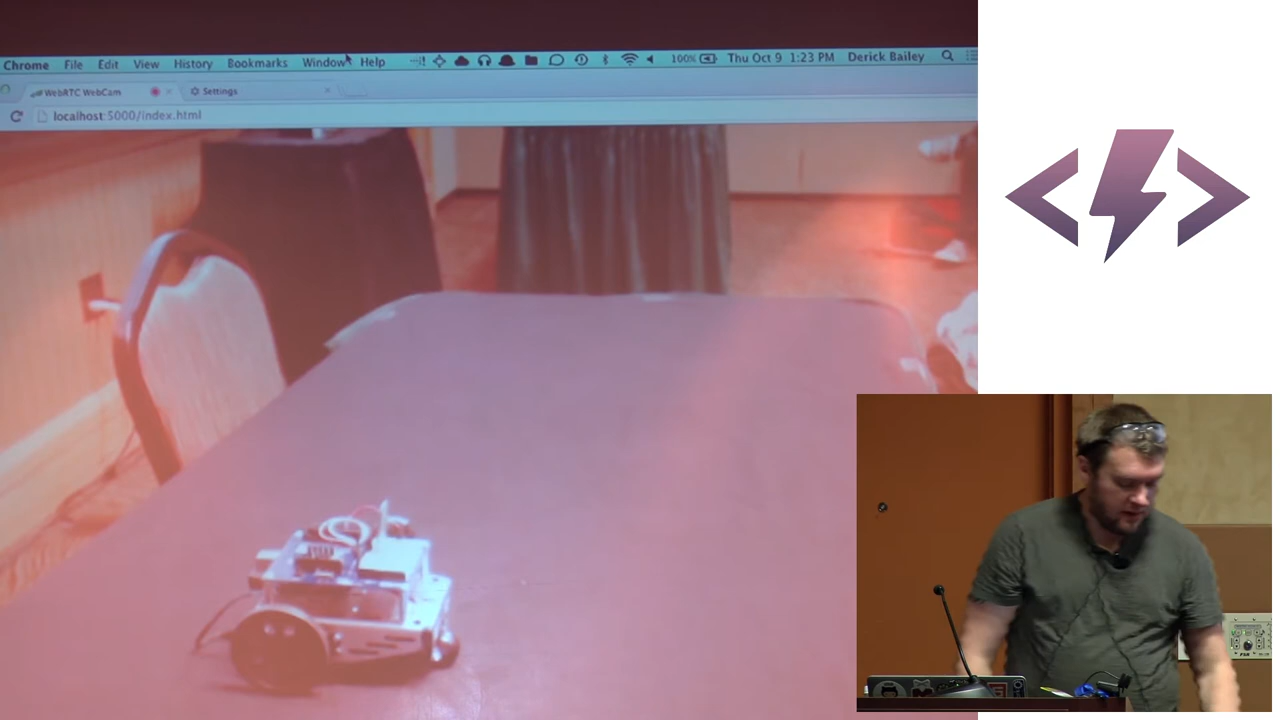 Chrome File Edit View History Bookmarks Window Help 100% Thu Oct 9 1:23 PM Derick Bailey
WebRTC WebCam Settings
localhost:5000/index.html